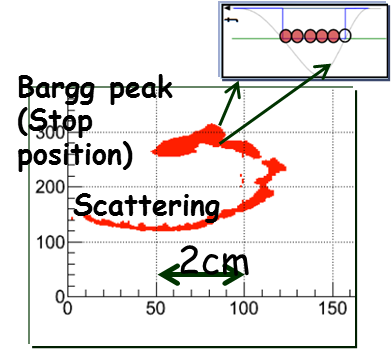 Bargg peak
(Stop
position)
Scattering
2cm
300
200
100
0
0 50 100 150